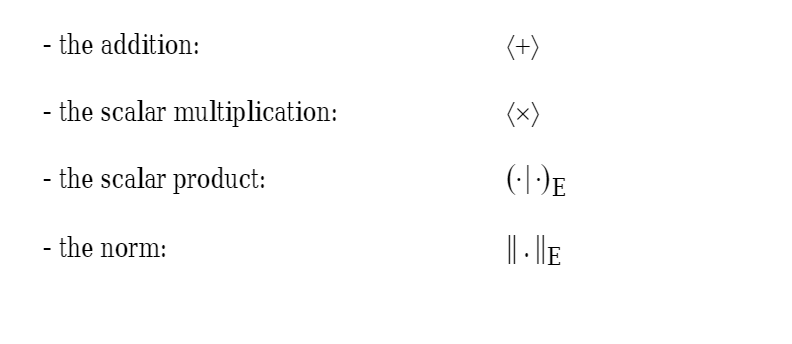 - the addition: ⟨+⟩
- the scalar multiplication: ⟨×⟩
- the scalar product: (·|·)E
- the norm: ‖ . ‖E